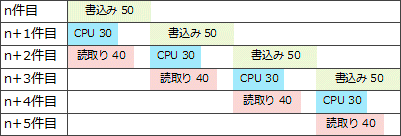 n件目 書込み 50
n+1件目 CPU 30 書込み 50
n+2件目 読取り 40 CPU 30 書込み 50
n+3件目 読取り 40 CPU 30 書込み 50
n+4件目 読取り 40 CPU 30
n+5件目 読取り 40